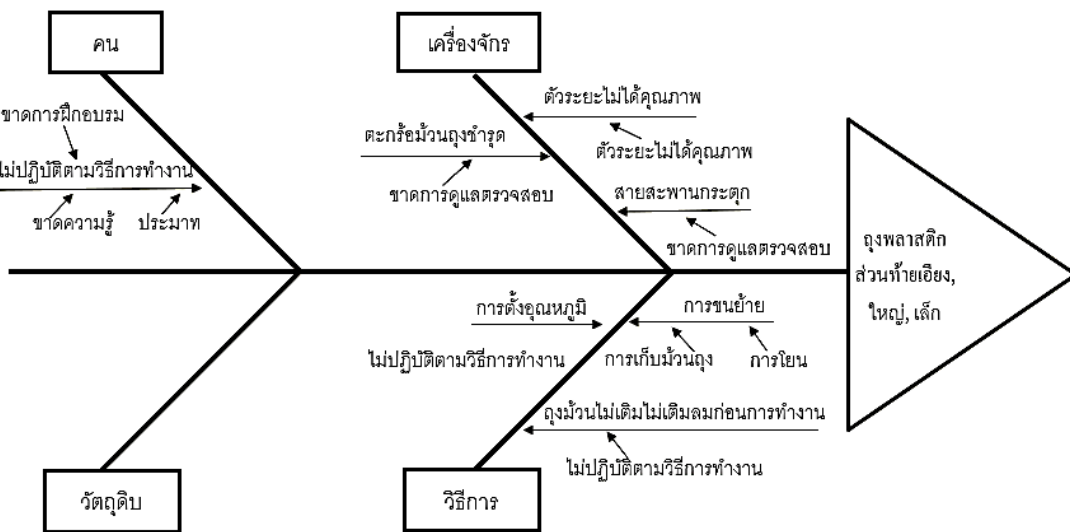 คน
เครื่องจักร
ขาดการฝึกอบรม
ไม่ปฏิบัติตามวิธีการทำงาน
ขาดความรู้
ประมาท
ตัวระยะไม่ได้คุณภาพ
ตะกร้อม้วนถุงชำรุด
ตัวระยะไม่ได้คุณภาพ
ขาดการดูแลตรวจสอบ
สายสะพานกระตุก
ขาดการดูแลตรวจสอบ
ถุงพลาสติก
ส่วนท้ายเอียง,
ใหญ่, เล็ก
การตั้งอุณหภูมิ
การขนย้าย
ไม่ปฏิบัติตามวิธีการทำงาน
การเก็บม้วนถุง
การโยน
ถุงม้วนไม่เติมไม่เติมลมก่อนการทำงาน
ไม่ปฏิบัติตามวิธีการทำงาน
วัตถุดิบ
วิธีการ